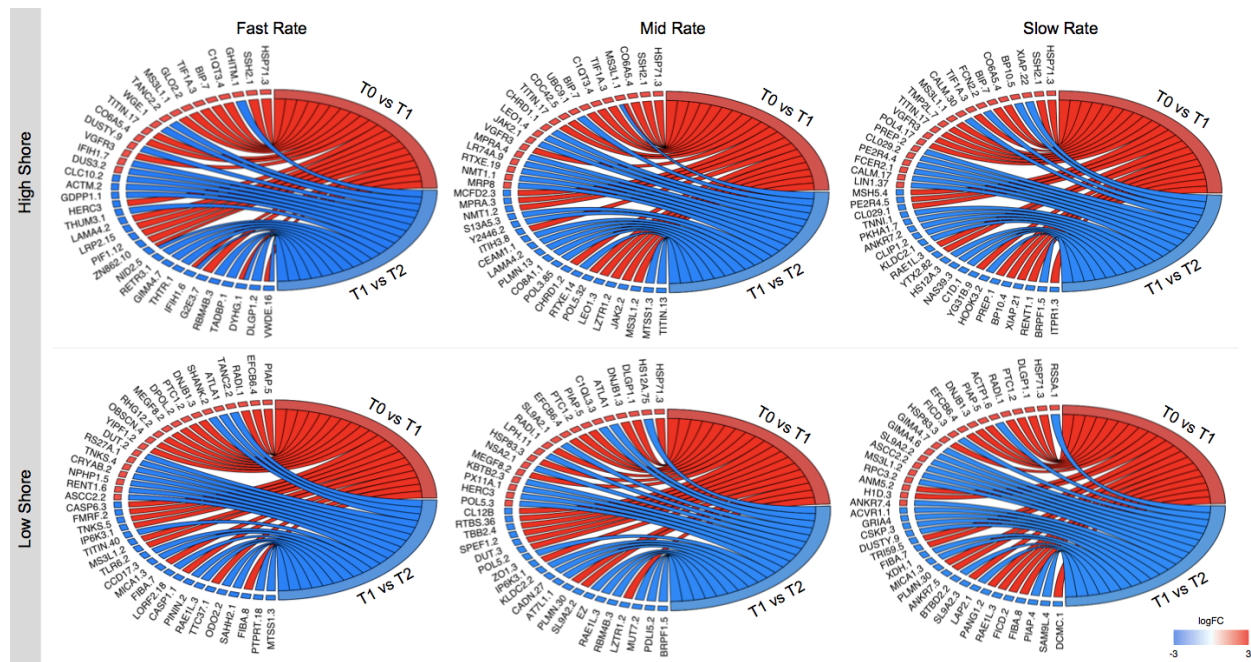 Fast Rate
Mid Rate
Slow Rate
High Shore
HSP71.3
SSH2.1
GHITM.1
C1QT3.4
BIP.7
TIF1A.3
GLO2.2
MS3L1.1
TANC2.2
WGE.1
TITIN.17
CO6A5.4
DUSTY.9
VGFR3
IFIH1.7
DUS3.2
CLC10.2
ACTM.2
GDPP1.1
HERC3
THUM3.1
LAMA4.2
LRP2.15
PIF1.12
ZN862.10
NID2.9
RETR3.1
GIMA4.7
THTR.1
IFIH1.6
G2E3.7
RBM4B.3
TADBP.1
DYHG.1
DLGP1.2
VWDE.16
T0 vs T1
T1 vs T2
HSP71.3
SSH2.1
CO6A5.4
MS3L1.1
TIF1A.3
C1QT3.4
BIP.7
UBC9.1
CDC42.5
TITIN.17
CHRD1.1
LEO1.4
JAK2.1
VGFR3
MPRA.4
LR74A.9
RTXE.19
NMT1.1
MRP8
MCFD2.3
MPRA.3
NMT1.2
S13A5.3
Y2446.2
ITIH3.8
CEAM1.1
LAMA4.2
PLMN.13
CO8A1.1
POL3.85
CHRD1.2
RTXE.14
POL5.32
LEO1.3
LZTR1.2
JAK2.2
MS3L1.2
MTSS1.3
TITIN.13
T0 vs T1
T1 vs T2
HSP71.3
SSH2.1
XIAP.22
BP10.5
CO6A5.4
BIP.7
FCN2.2
TIF1A.3
CALM.30
MS3L1.1
TMP2L.7
TITIN.17
VGFR3
POL4.17
PREP.2
CL029.2
PE2R4.4
FCER2.1
CALM.17
LIN1.37
MSH5.4
PE2R4.5
CL029.1
TNNI.1
PKHA1.7
ANKR7.2
CLIP1.2
KLDC2.1
RAE1L.3
YTX2.82
HS12A.3
NAS39.3
C1D.1
YG31B.9
HOOK3.2
PREP.1
BP10.4
XIAP.21
RENT1.1
BRPF1.5
ITPR1.3
T0 vs T1
T1 vs T2
Low Shore
PIAP.5
EFCB6.4
RADI.1
TANC2.2
ATLA1
SHANK.2
DNJB1.3
PTC1.2
DPOL.2
MEGF8.2
RHG12.2
OBSCN.4
YIPF1.2
DUT.2
RS27A.1
TNKS.4
CRYAB.2
NPHP1.5
RENT1.6
ASCC2.2
CASP6.3
FMRF.2
TNKS.5
IP6K3.1
TITIN.40
MS3L1.2
TLR6.2
CCD17.3
MICA1.3
FIBA.7
LORF2.18
CASP1.1
PININ.2
RAE1L.3
TTC37.1
ODO2.2
SAHH2.1
FIBA.8
PTPRT.18
MTSS1.3
T0 vs T1
T1 vs T2
HSP71.3
HS12A.75
DLGP1.1
DNJB1.3
ATLA1
C1QL3.3
PIAP.5
PTC1.2
EFCB6.4
RADI.1
SL9A2.1
LPH.11
HSP83.3
NSA2.1
MEGF8.2
KBTB2.3
PX11A.1
HERC3
POL5.3
CL12B
RTBS.36
TBB2.4
SPEF1.2
DUT.3
POL5.2
ZO1.3
IP6K3.1
KLDC2.2
CADN.27
AT7L1.1
PLMN.30
SL9A2.2
EZ
RAE1L.3
RBM4B.3
LZTR1.2
MUT7.2
PDLI5.2
BRPF1.5
T0 vs T1
T1 vs T2
RSSA.1
HSP71.3
DLGP1.1
PTC1.2
RADI.1
ACTP1.6
PIAP.5
DNJB1.3
EFCB6.4
FICD.3
HSP83.3
GIMA4.7
GIMA4.6
SL9A2.2
ASCC2.2
MS3L1.2
RPC3.2
ANM5.2
H1D.3
ANKR7.4
ACVR1.1
GRIA4
CSKP.3
DUSTY.9
TRI59.5
FIBA.7
XDH.1
MICA1.3
PLMN.30
ANKR7.5
BTBD2.2
SL9A2.3
LAP2.1
PANG1.2
RAE1L.3
FICD.2
FIBA.8
PIAP.4
SAM9L.4
DCMC.1
T0 vs T1
T1 vs T2
logFC
-3
3